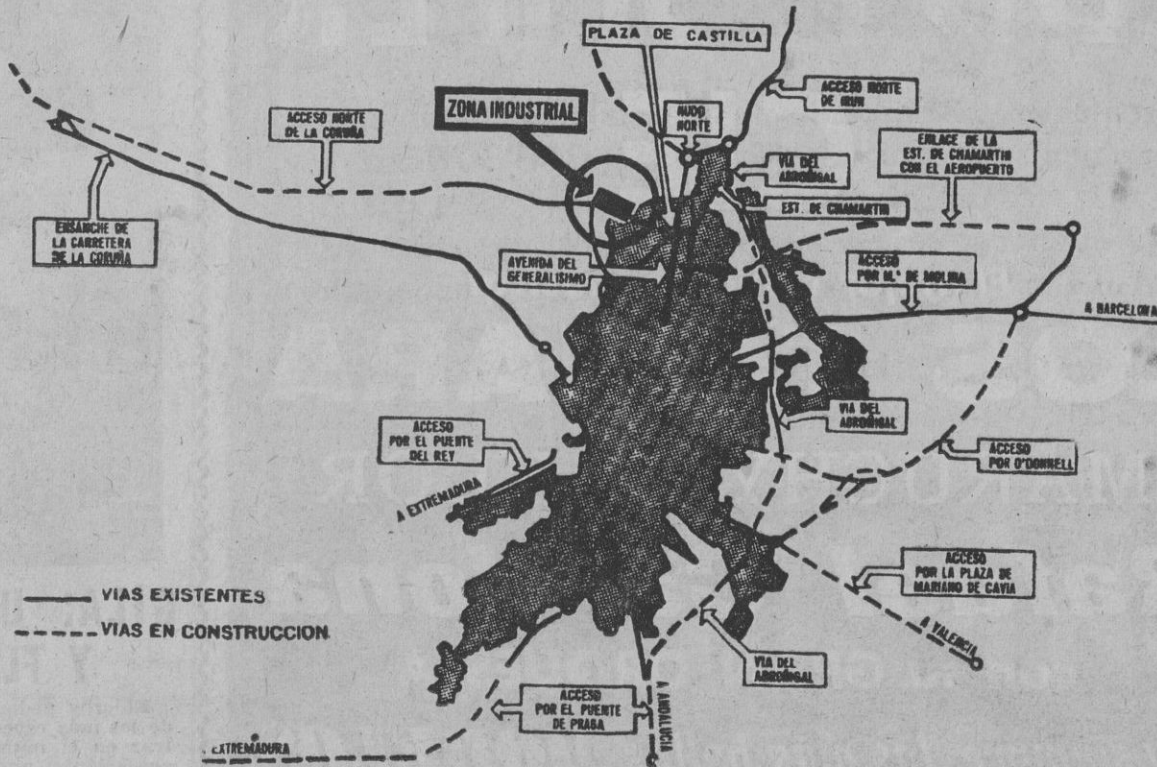 PLAZA DE CASTILLA
ACCESO NORTE
DE IRUN
ZONA INDUSTRIAL
NUDO
NORTE
ACCESO NORTE
DE LA CORUÑA
ENLACE DE LA
EST. DE CHAMARTIN
CON EL AEROPUERTO
VIA DEL
ABROÑIGAL
EST. DE CHAMARTIN
ENSANCHE DE
LA CARRETERA
DE LA CORUÑA
AVENIDA DEL
GENERALISIMO
ACCESO
POR M.ª DE MOLINA
A BARCELONA
ACCESO
POR EL PUENTE
DEL REY
VIA DEL
ABROÑIGAL
ACCESO
POR O'DONNELL
A EXTREMADURA
ACCESO
POR LA PLAZA DE
MARIANO DE CAVIA
VIAS EXISTENTES
VIAS EN CONSTRUCCION
A VALENCIA
VIA DEL
ABROÑIGAL
ACCESO
POR EL PUENTE
DE PRAGA
A ANDALUCIA
EXTREMADURA